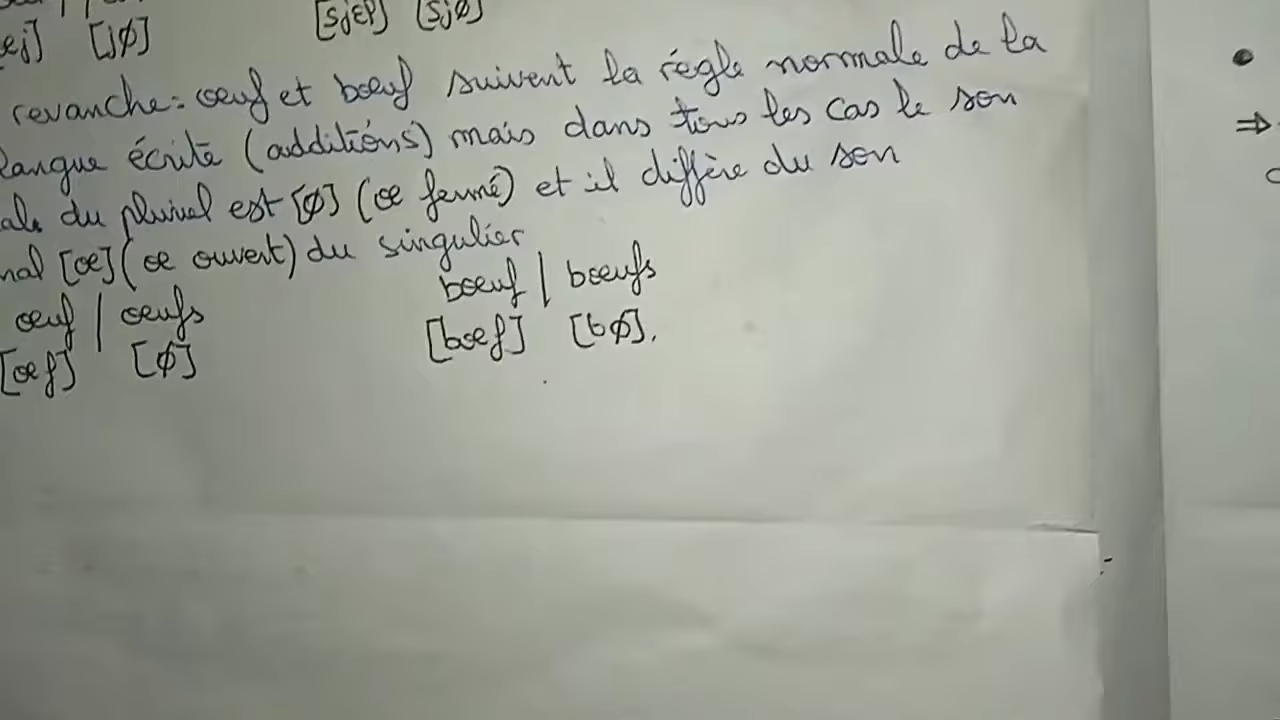 ej] [jø] [sjɛl] [sjø]
revanche: œuf et bœuf suivent la règle normale de la
langue écrite (additions) mais dans tous les cas le son
ale du pluriel est [ø] (œ fermé) et il diffère du son
nal [œ] (œ ouvert) du singulier
bœuf | bœufs
œuf | œufs
[bœf] [bø].
[œf] [ø]